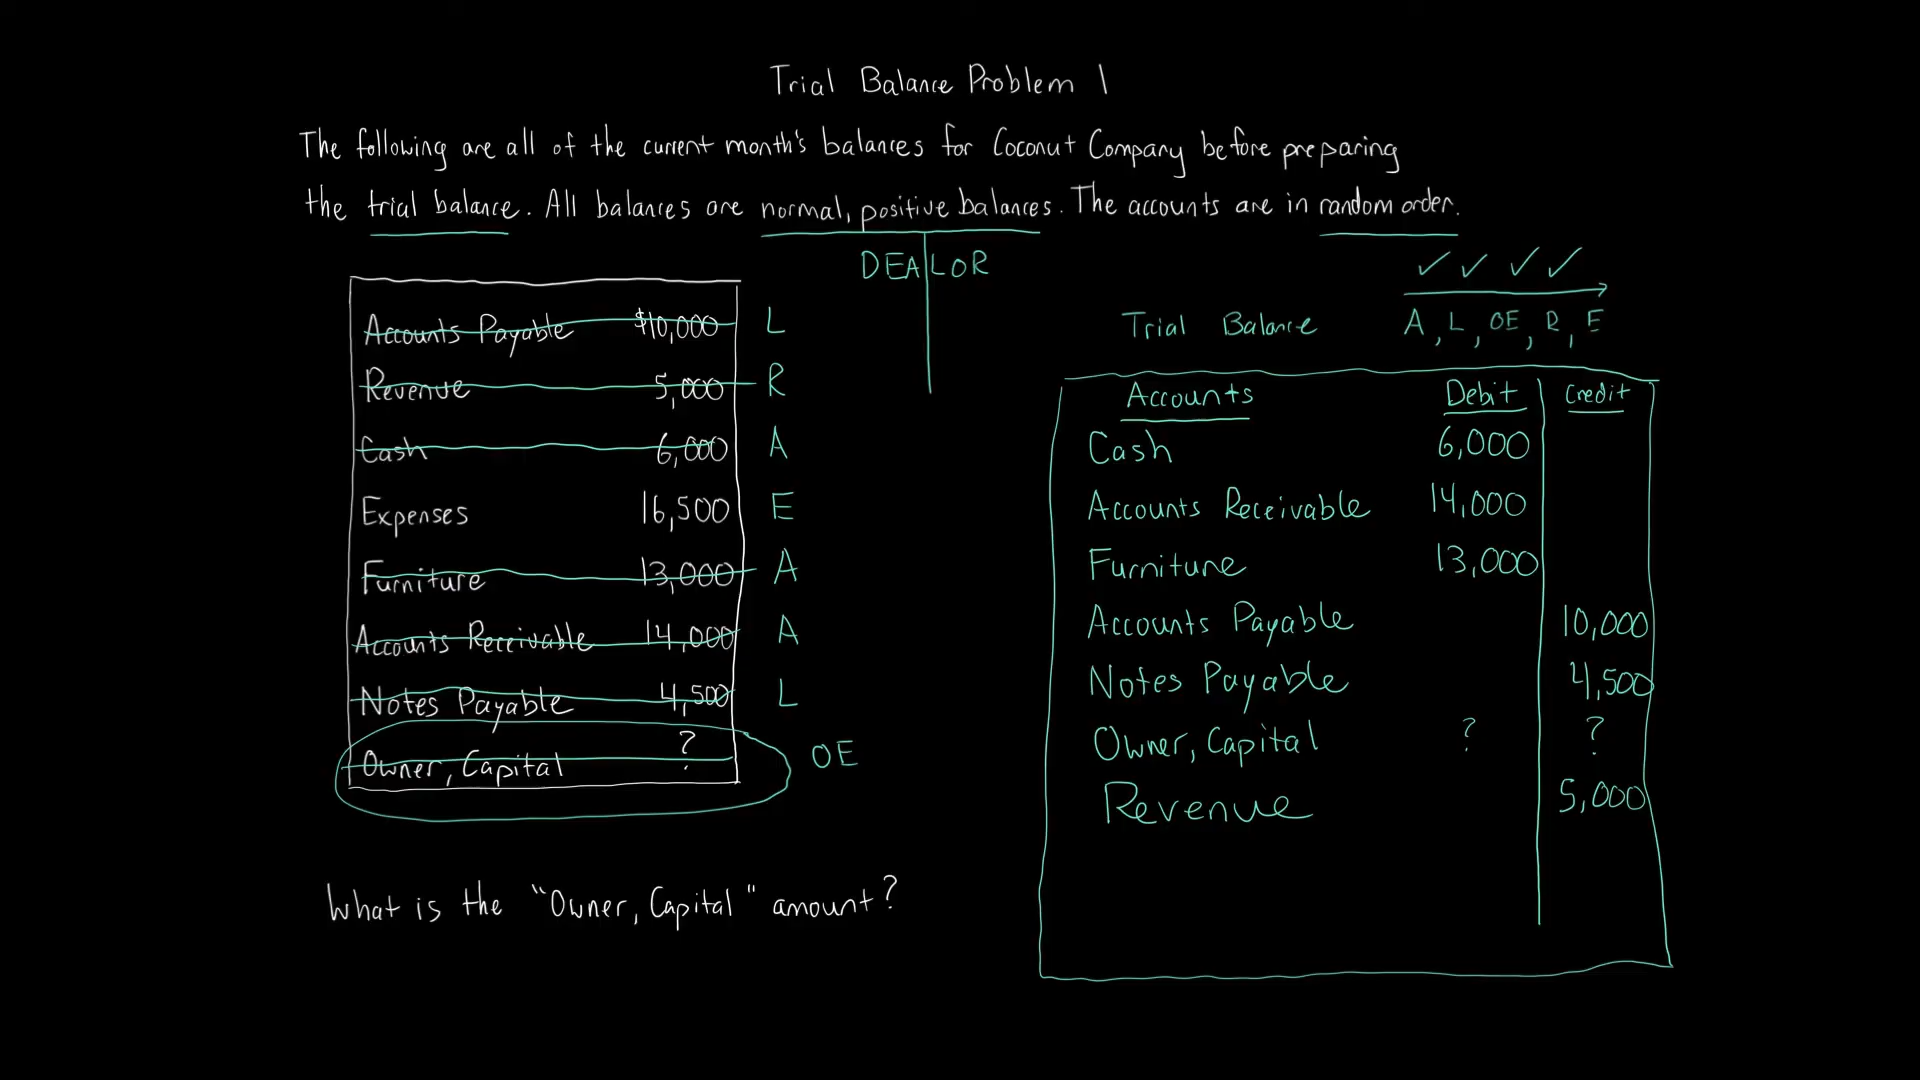 Trial Balance Problem 1
The following are all of the current month's balances for Coconut Company before preparing
the trial balance. All balances are normal, positive balances. The accounts are in random order.
DEALOR
Accounts Payable $10,000 L
Revenue 5,000 R
Cash 6,000 A
Expenses 16,500 E
Furniture 13,000 A
Accounts Receivable 14,000 A
Notes Payable 4,500 L
Owner, Capital ? OE
What is the "Owner, Capital" amount?
✓ ✓ ✓ ✓
Trial Balance A, L, OE, R, E
Accounts Debit Credit
Cash 6,000
Accounts Receivable 14,000
Furniture 13,000
Accounts Payable 10,000
Notes Payable 4,500
Owner, Capital ? ?
Revenue 5,000